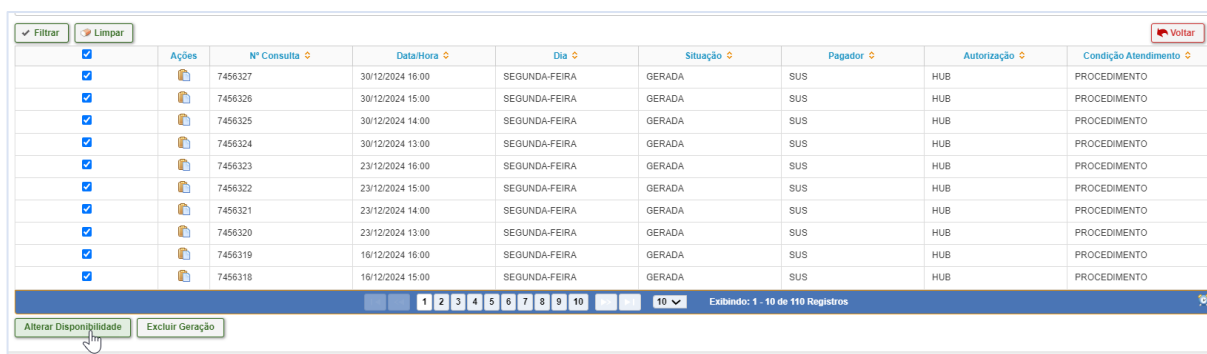 Filtrar Limpar Voltar
Ações Nº Consulta Data/Hora Dia Situação Pagador Autorização Condição Atendimento
7456327 30/12/2024 16:00 SEGUNDA-FEIRA GERADA SUS HUB PROCEDIMENTO
7456326 30/12/2024 15:00 SEGUNDA-FEIRA GERADA SUS HUB PROCEDIMENTO
7456325 30/12/2024 14:00 SEGUNDA-FEIRA GERADA SUS HUB PROCEDIMENTO
7456324 30/12/2024 13:00 SEGUNDA-FEIRA GERADA SUS HUB PROCEDIMENTO
7456323 23/12/2024 16:00 SEGUNDA-FEIRA GERADA SUS HUB PROCEDIMENTO
7456322 23/12/2024 15:00 SEGUNDA-FEIRA GERADA SUS HUB PROCEDIMENTO
7456321 23/12/2024 14:00 SEGUNDA-FEIRA GERADA SUS HUB PROCEDIMENTO
7456320 23/12/2024 13:00 SEGUNDA-FEIRA GERADA SUS HUB PROCEDIMENTO
7456319 16/12/2024 16:00 SEGUNDA-FEIRA GERADA SUS HUB PROCEDIMENTO
7456318 16/12/2024 15:00 SEGUNDA-FEIRA GERADA SUS HUB PROCEDIMENTO
1 2 3 4 5 6 7 8 9 10 10 Exibindo: 1 - 10 de 110 Registros
Alterar Disponibilidade Excluir Geração